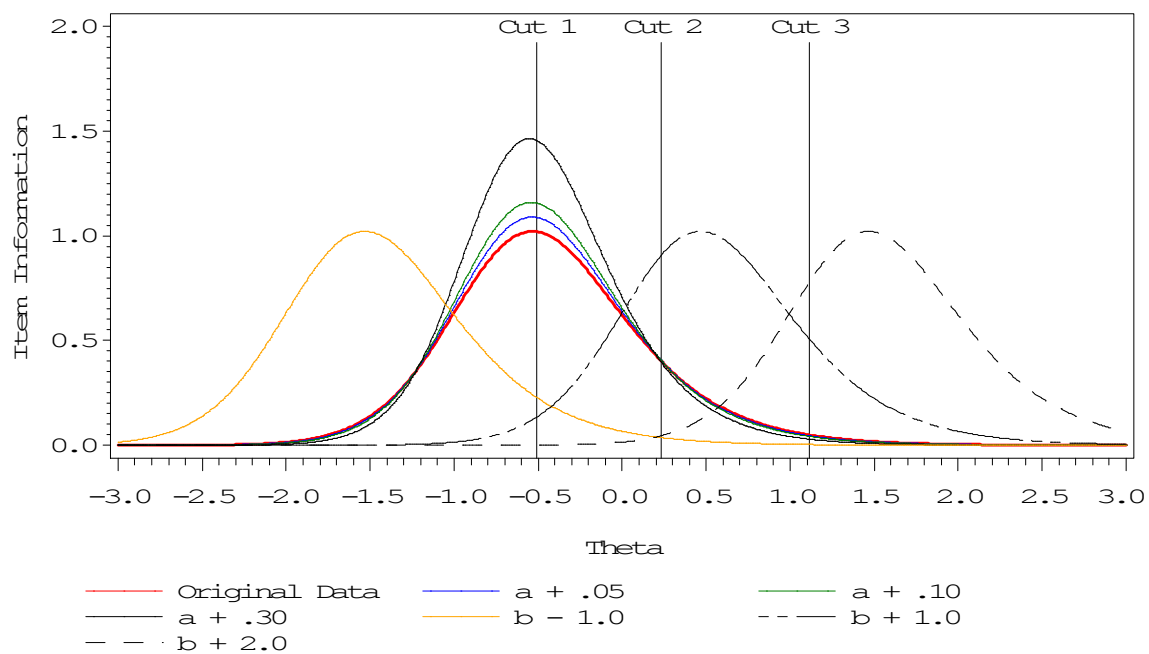 Cut 1 Cut 2 Cut 3
2.0
1.5
1.0
0.5
0.0
Item Information
-3.0 -2.5 -2.0 -1.5 -1.0 -0.5 0.0 0.5 1.0 1.5 2.0 2.5 3.0
Theta
Original Data a + .05 a + .10
a + .30 b - 1.0 b + 1.0
b + 2.0